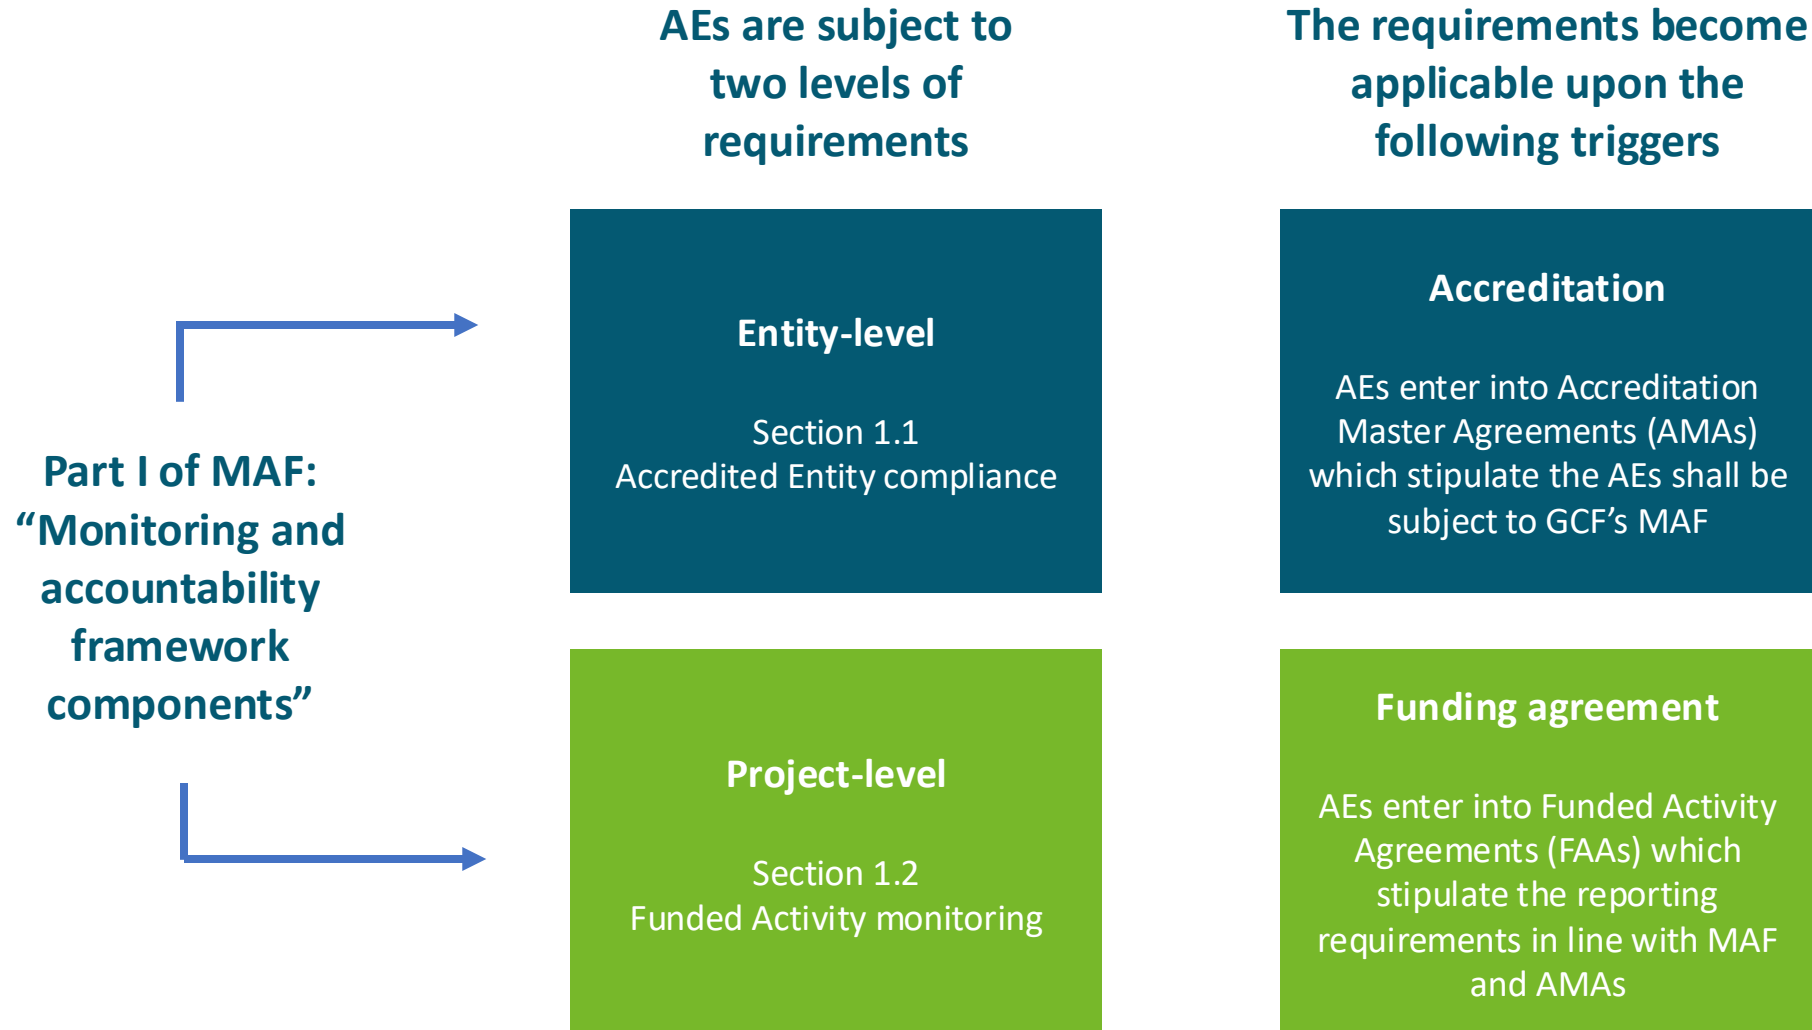 AEs are subject to
two levels of
requirements
The requirements become
applicable upon the
following triggers
Part I of MAF:
“Monitoring and
accountability
framework
components”
Entity-level
Section 1.1
Accredited Entity compliance
Accreditation
AEs enter into Accreditation
Master Agreements (AMAs)
which stipulate the AEs shall be
subject to GCF’s MAF
Project-level
Section 1.2
Funded Activity monitoring
Funding agreement
AEs enter into Funded Activity
Agreements (FAAs) which
stipulate the reporting
requirements in line with MAF
and AMAs